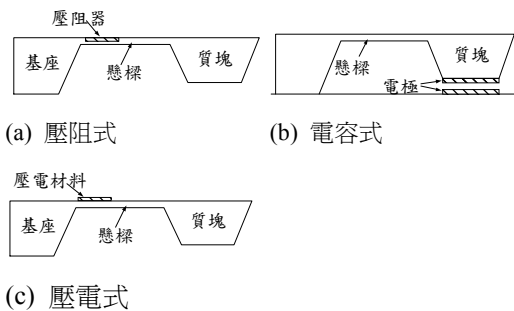 壓阻器
基座
懸樑
質塊
(a) 壓阻式
懸樑
質塊
電極
(b) 電容式
壓電材料
基座
懸樑
質塊
(c) 壓電式